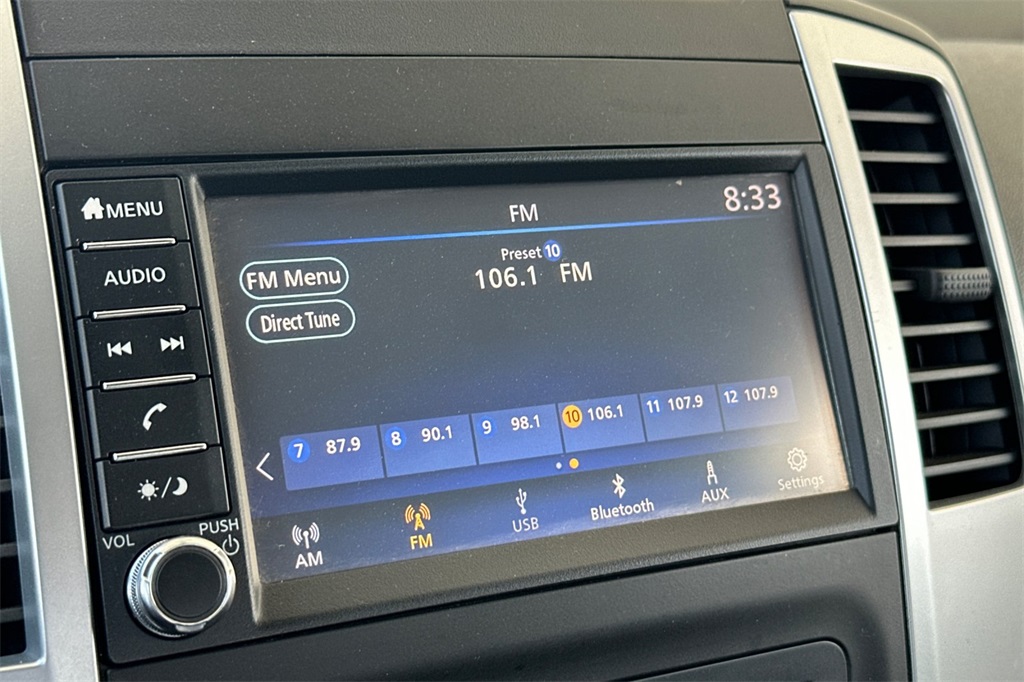 MENU
AUDIO
VOL
PUSH
FM
8:33
Preset 10
106.1 FM
FM Menu
Direct Tune
7 87.9
8 90.1
9 98.1
10 106.1
11 107.9
12 107.9
AM
FM
USB
Bluetooth
AUX
Settings